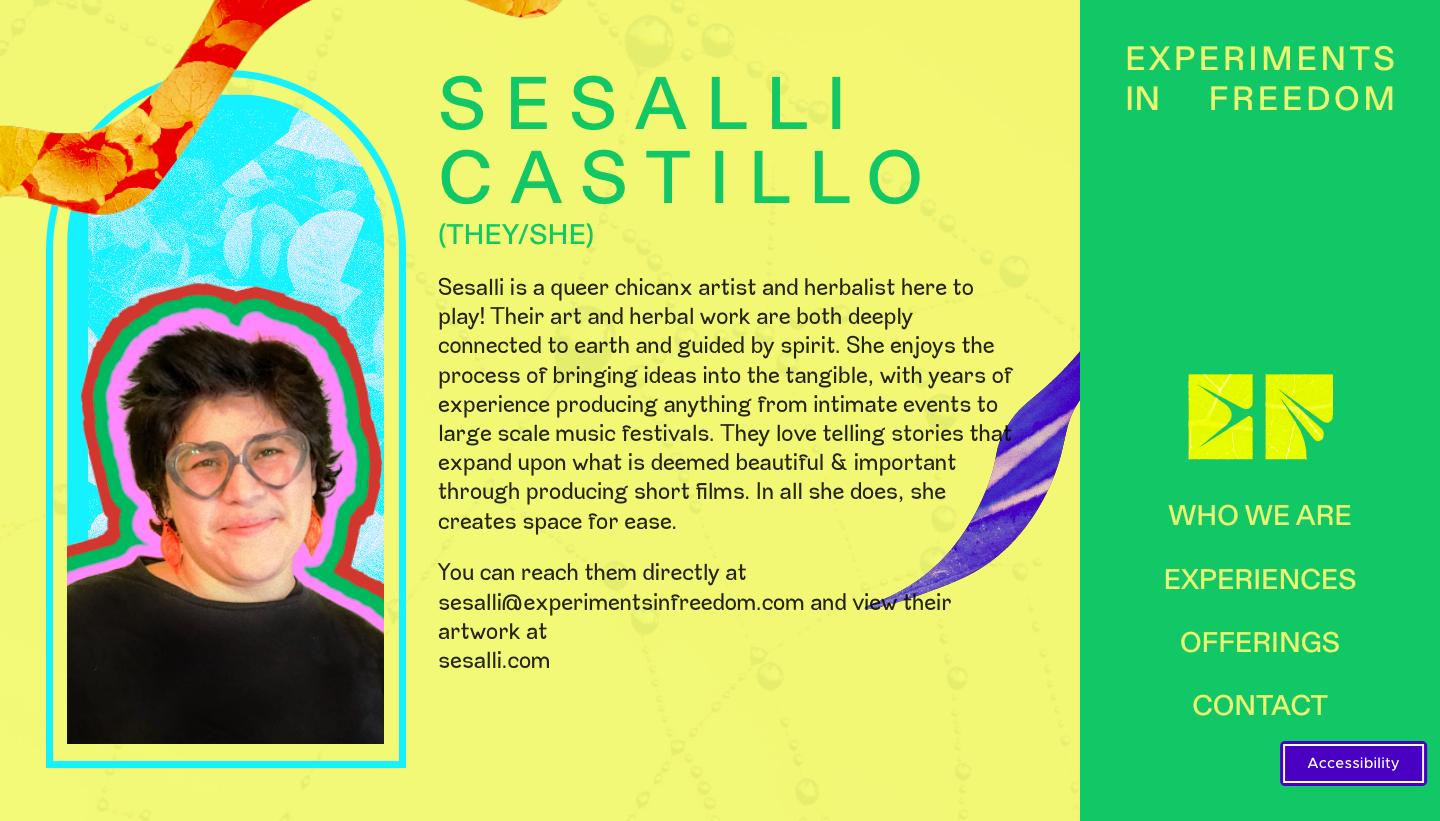 SESALLI
CASTILLO
(THEY/SHE)
Sesalli is a queer chicanx artist and herbalist here to
play! Their art and herbal work are both deeply
connected to earth and guided by spirit. She enjoys the
process of bringing ideas into the tangible, with years of
experience producing anything from intimate events to
large scale music festivals. They love telling stories that
expand upon what is deemed beautiful & important
through producing short films. In all she does, she
creates space for ease.
You can reach them directly at
sesalli@experimentsinfreedom.com and view their
artwork at
sesalli.com
EXPERIMENTS
IN FREEDOM
WHO WE ARE
EXPERIENCES
OFFERINGS
CONTACT
Accessibility